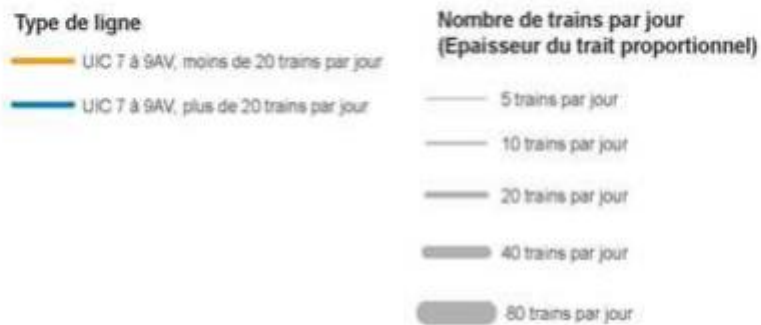 Type de ligne
UIC 7 à 9AV, moins de 20 trains par jour
UIC 7 à 9AV, plus de 20 trains par jour
Nombre de trains par jour
(Epaisseur du trait proportionnel)
5 trains par jour
10 trains par jour
20 trains par jour
40 trains par jour
80 trains par jour